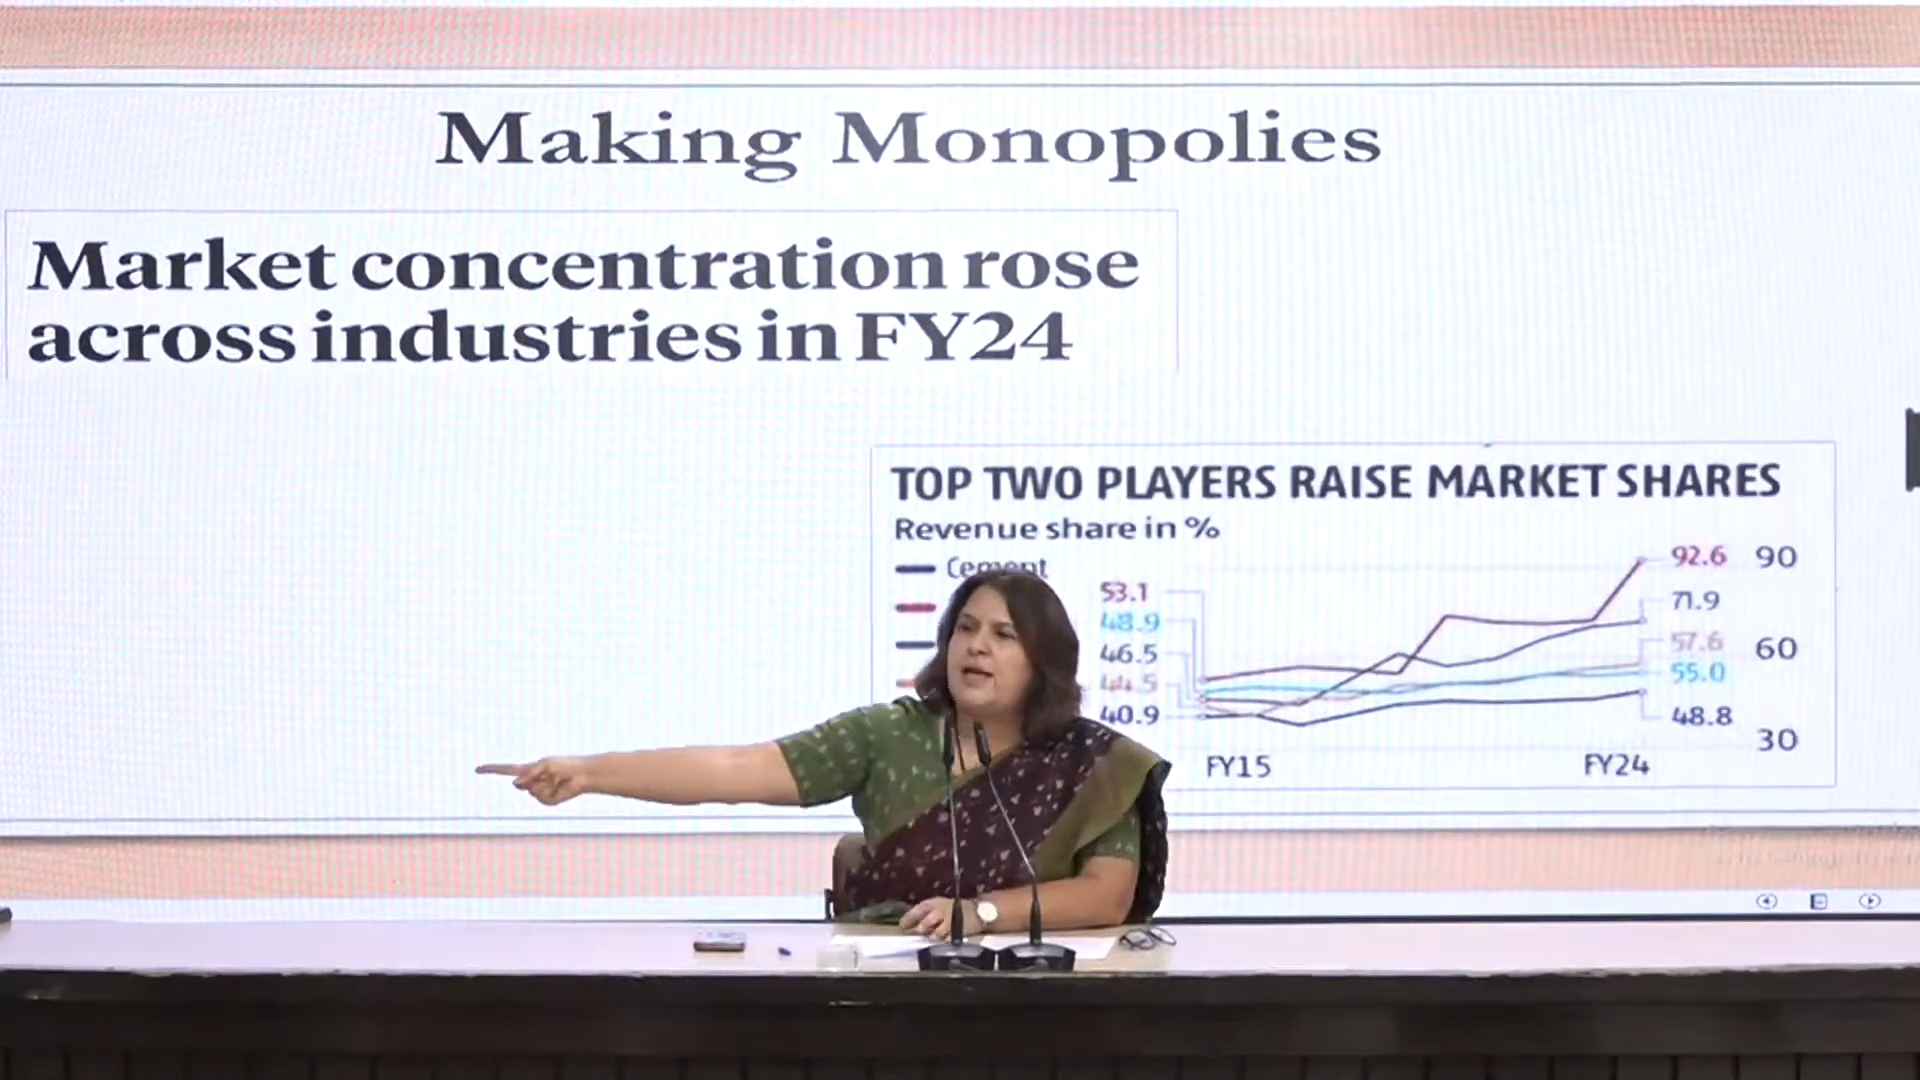 Making Monopolies
Market concentration rose
across industries in FY24
TOP TWO PLAYERS RAISE MARKET SHARES
Revenue share in %
Cement
53.1
48.9
46.5
44.5
40.9
92.6
71.9
57.6
55.0
48.8
90
60
30
FY15
FY24